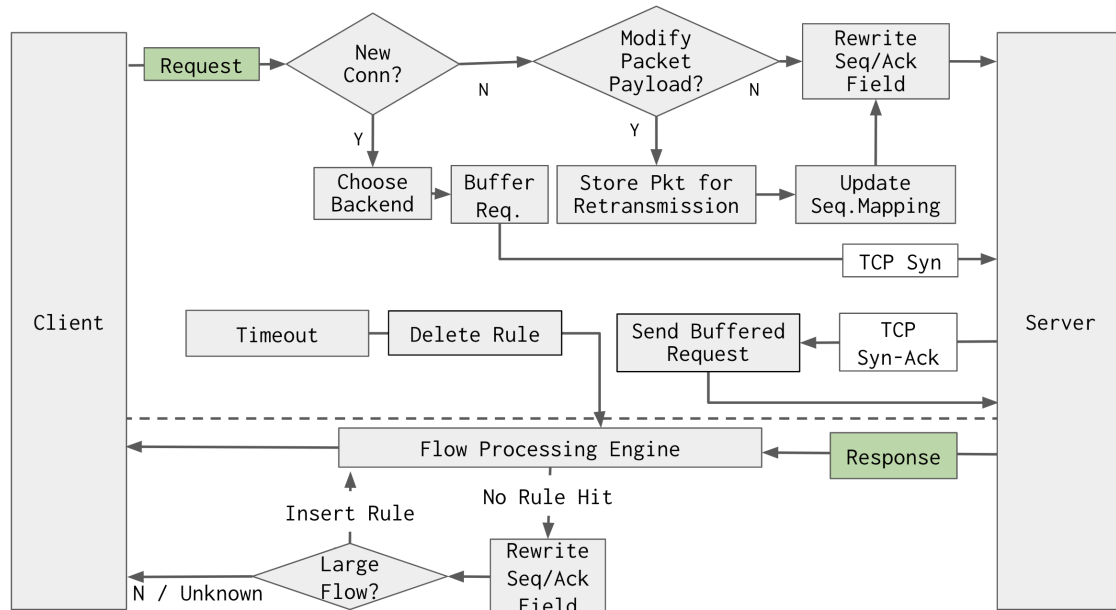 Request
New
Conn?
N
Modify
Packet
Payload?
N
Rewrite
Seq/Ack
Field
Y
Y
Choose
Backend
Buffer
Req.
Store Pkt for
Retransmission
Update
Seq.Mapping
TCP Syn
Client
Server
Timeout
Delete Rule
Send Buffered
Request
TCP
Syn-Ack
Flow Processing Engine
Response
No Rule Hit
Insert Rule
Large
Flow?
Rewrite
Seq/Ack
Field
N / Unknown